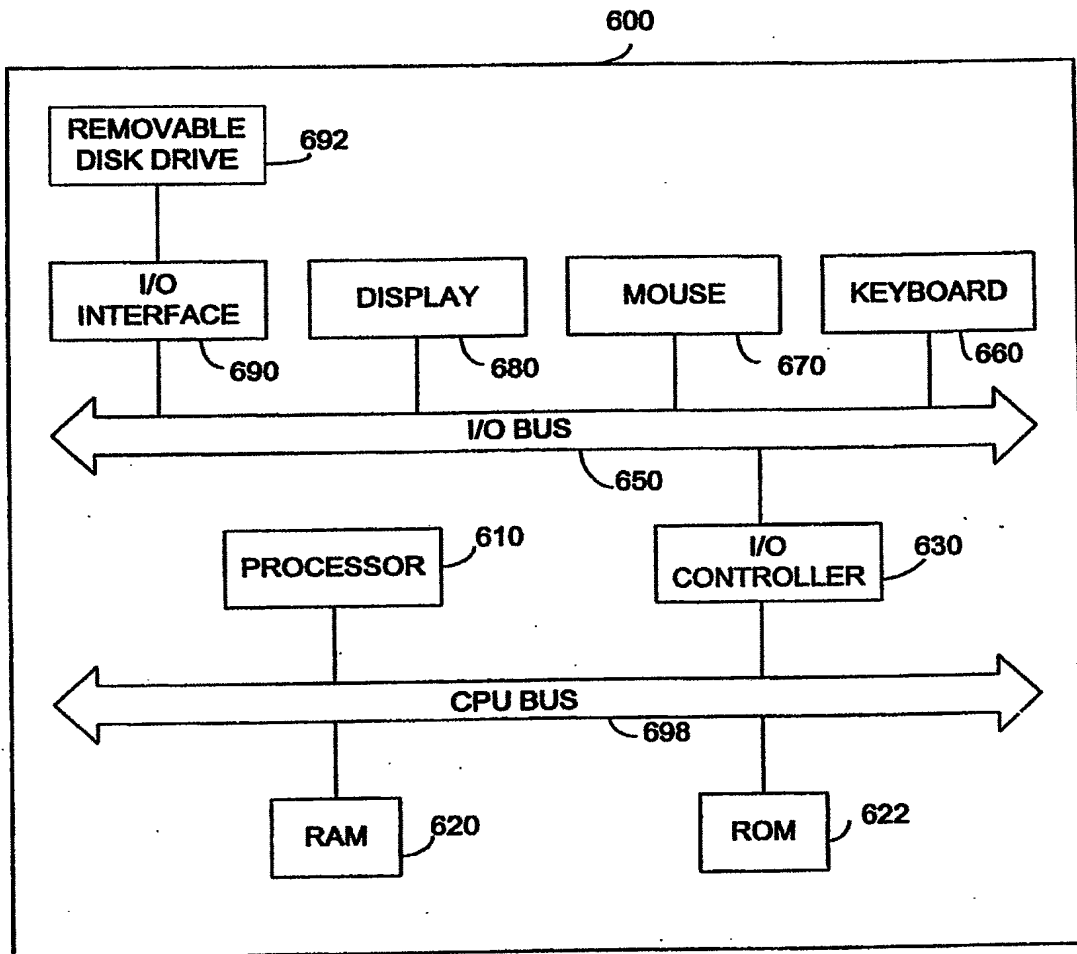 600
REMOVABLE
DISK DRIVE
692
I/O
INTERFACE
690
DISPLAY
680
MOUSE
670
KEYBOARD
660
I/O BUS
650
PROCESSOR
610
I/O
CONTROLLER
630
CPU BUS
698
RAM
620
ROM
622